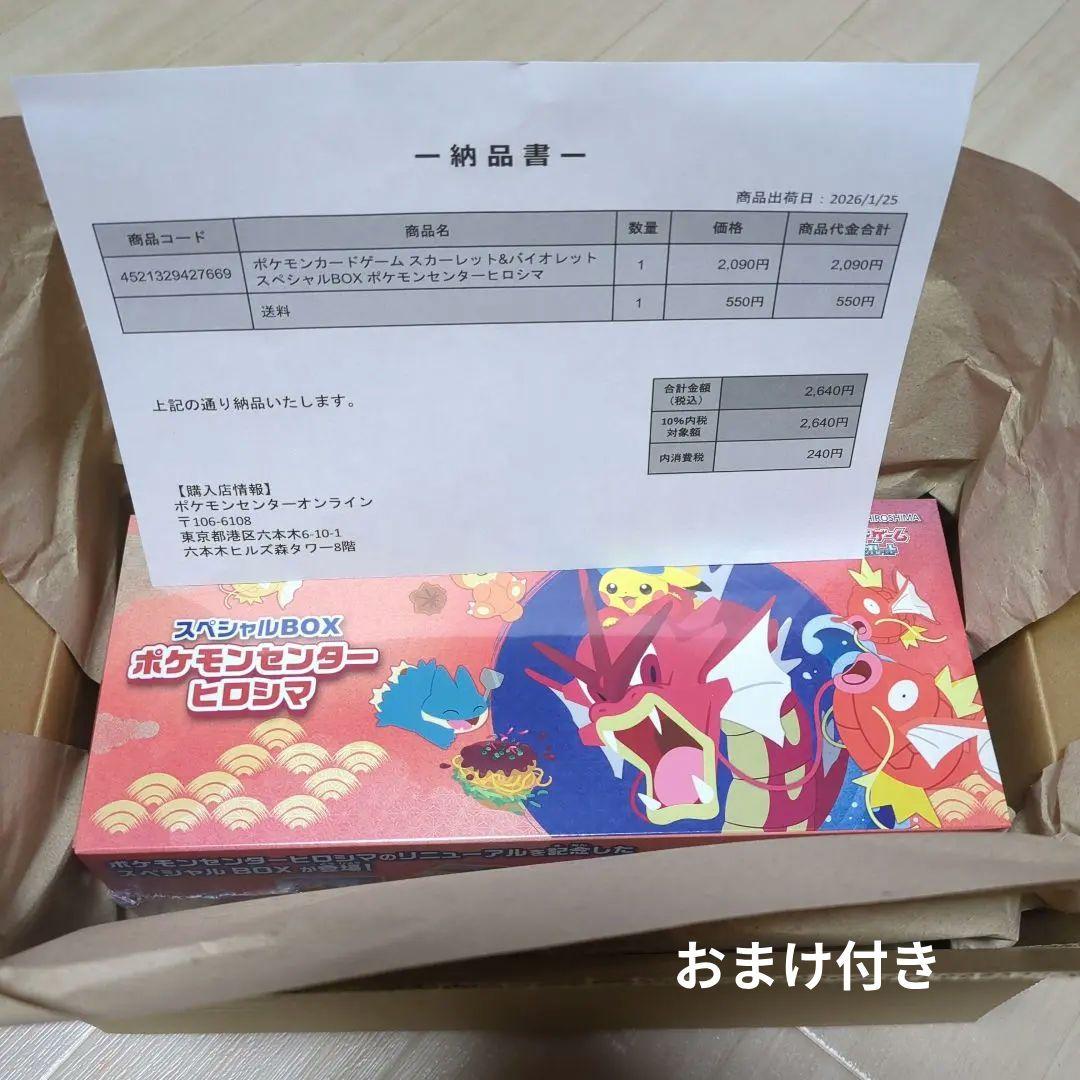 ー納品書ー
商品出荷日：2026/1/25
商品コード 商品名 数量 価格 商品代金合計
4521329427669 ポケモンカードゲーム スカーレット&バイオレット 1 2,090円 2,090円
スペシャルBOX ポケモンセンターヒロシマ
送料 1 550円 550円
合計金額
（税込） 2,640円
10%内税
対象額 2,640円
内消費税 240円
上記の通り納品いたします。
【購入店情報】
ポケモンセンターオンライン
〒106-6108
東京都港区六本木6-10-1
六本木ヒルズ森タワー8階
HIROSHIMA
スペシャルBOX
ポケモンセンター
ヒロシマ
ポケモンセンターヒロシマのリニューアルを記念した
スペシャルBOXが登場！
おまけ付き